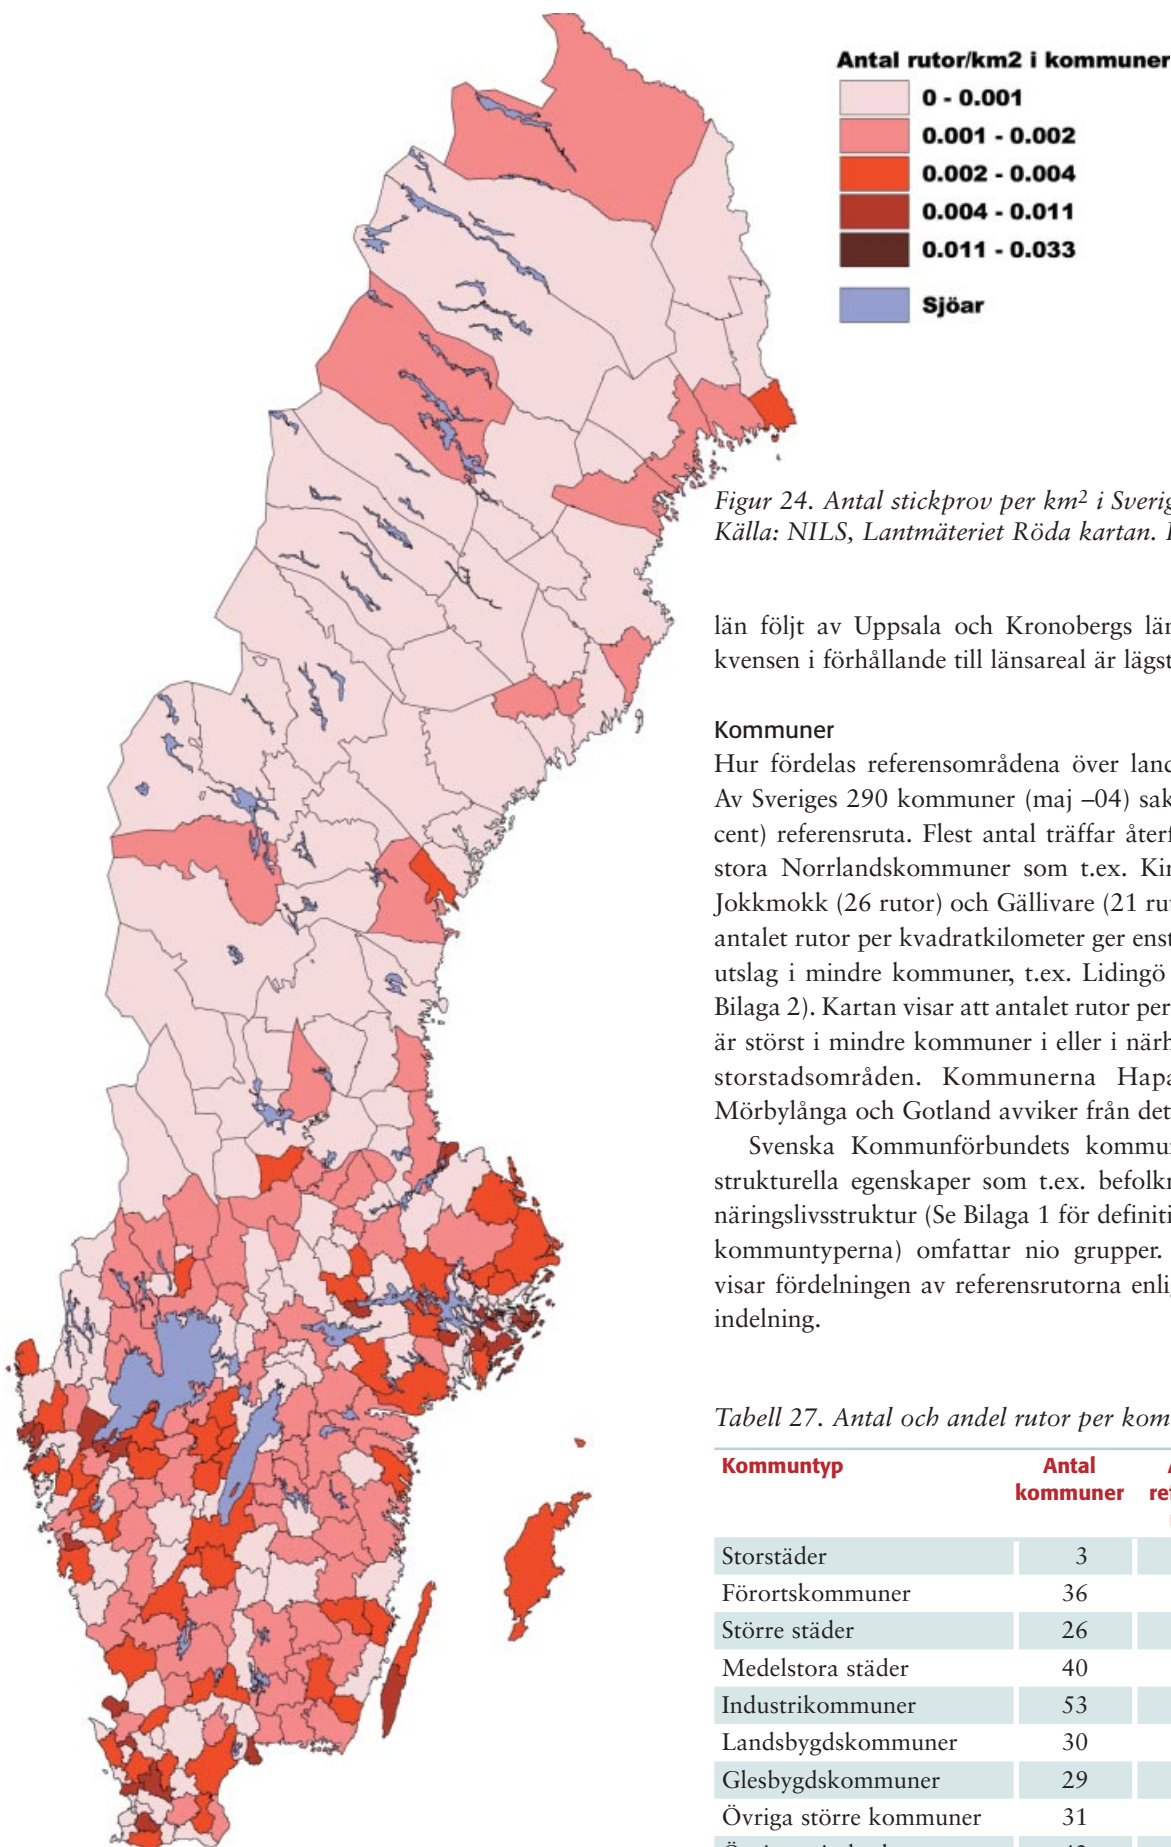 Antal rutor/km2 i kommuner
0 - 0.001
0.001 - 0.002
0.002 - 0.004
0.004 - 0.011
0.011 - 0.033
Sjöar
Figur 24. Antal stickprov per km² i Sverig
Källa: NILS, Lantmäteriet Röda kartan.
län följt av Uppsala och Kronobergs län
kvensen i förhållande till länsareal är lägst
Kommuner
Hur fördelas referensområdena över land
Av Sveriges 290 kommuner (maj –04) sak
cent) referensruta. Flest antal träffar återf
stora Norrlandskommuner som t.ex. Kir
Jokkmokk (26 rutor) och Gällivare (21 ru
antalet rutor per kvadratkilometer ger enst
utslag i mindre kommuner, t.ex. Lidingö
Bilaga 2). Kartan visar att antalet rutor per
är störst i mindre kommuner i eller i närh
storstadsområden. Kommunerna Hapa
Mörbylånga och Gotland avviker från det
Svenska Kommunförbundets kommun
strukturella egenskaper som t.ex. befolkn
näringslivsstruktur (Se Bilaga 1 för definiti
kommuntyperna) omfattar nio grupper.
visar fördelningen av referensrutorna enlig
indelning.
Tabell 27. Antal och andel rutor per kom
Kommuntyp Antal
kommuner
Storstäder 3
Förortskommuner 36
Större städer 26
Medelstora städer 40
Industrikommuner 53
Landsbygdskommuner 30
Glesbygdskommuner 29
Övriga större kommuner 31